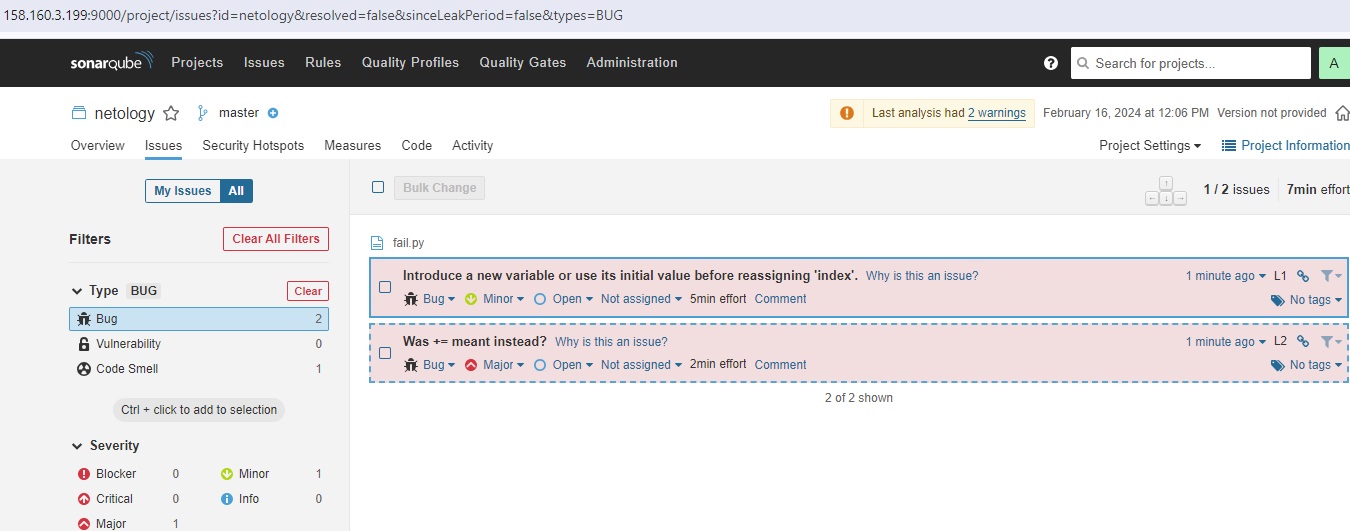 158.160.3.199:9000/project/issues?id=netology&resolved=false&sinceLeakPeriod=false&types=BUG
sonarqube Projects Issues Rules Quality Profiles Quality Gates Administration ? Search for projects... A
netology master Last analysis had 2 warnings February 16, 2024 at 12:06 PM Version not provided
Overview Issues Security Hotspots Measures Code Activity Project Settings Project Information
My Issues All Bulk Change 1 / 2 issues 7min effort
Filters Clear All Filters
fail.py
Type BUG Clear
Bug 2
Vulnerability 0
Code Smell 1
Ctrl + click to add to selection
Severity
Blocker 0 Minor 1
Critical 0 Info 0
Major 1
Introduce a new variable or use its initial value before reassigning 'index'. Why is this an issue? 1 minute ago L1
Bug Minor Open Not assigned 5min effort Comment No tags
Was += meant instead? Why is this an issue? 1 minute ago L2
Bug Major Open Not assigned 2min effort Comment No tags
2 of 2 shown